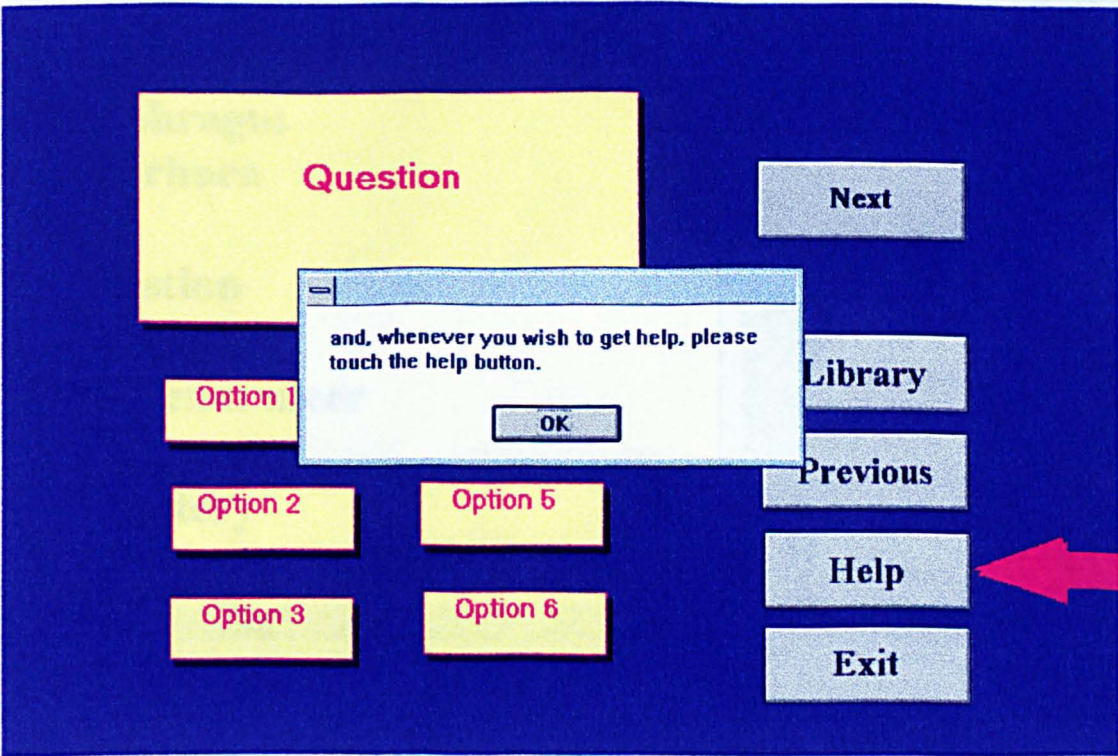 Question
Next
and, whenever you wish to get help, please
touch the help button.
OK
Library
Option 1
Previous
Option 2
Option 5
Help
Option 3
Option 6
Exit